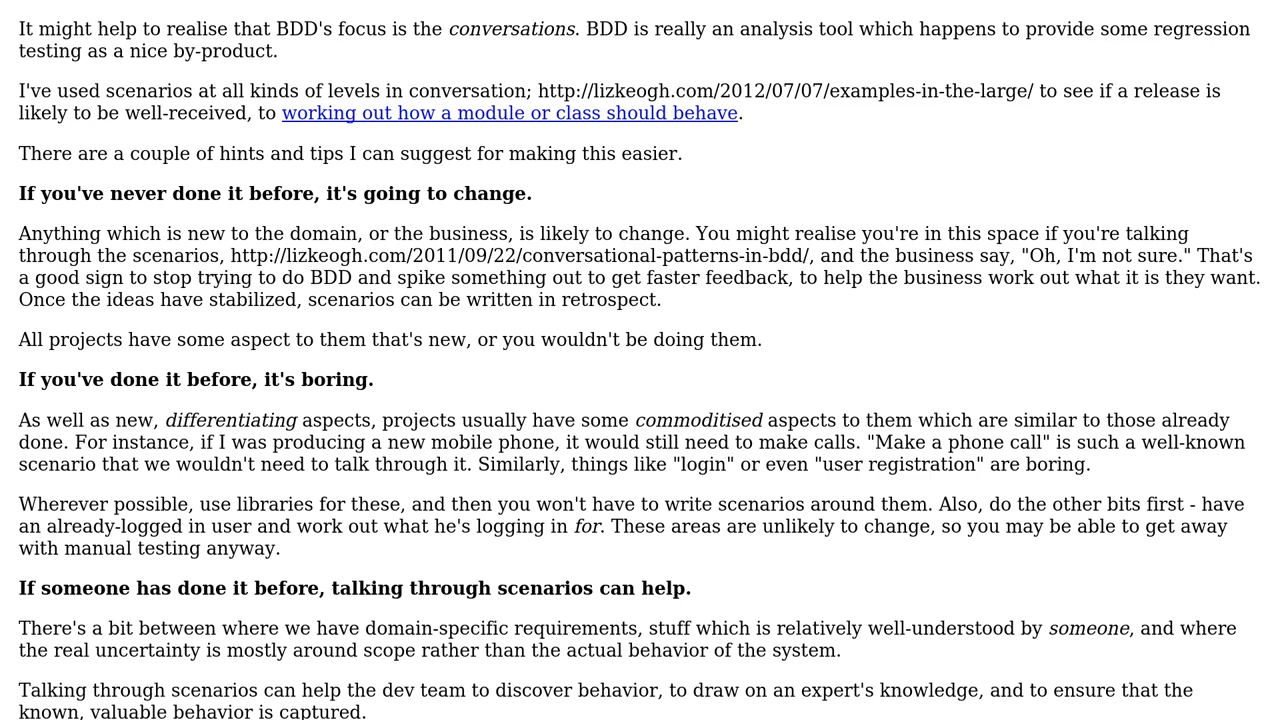 It might help to realise that BDD's focus is the conversations. BDD is really an analysis tool which happens to provide some regression
testing as a nice by-product.
I've used scenarios at all kinds of levels in conversation; http://lizkeogh.com/2012/07/07/examples-in-the-large/ to see if a release is
likely to be well-received, to working out how a module or class should behave.
There are a couple of hints and tips I can suggest for making this easier.
If you've never done it before, it's going to change.
Anything which is new to the domain, or the business, is likely to change. You might realise you're in this space if you're talking
through the scenarios, http://lizkeogh.com/2011/09/22/conversational-patterns-in-bdd/, and the business say, "Oh, I'm not sure." That's
a good sign to stop trying to do BDD and spike something out to get faster feedback, to help the business work out what it is they want.
Once the ideas have stabilized, scenarios can be written in retrospect.
All projects have some aspect to them that's new, or you wouldn't be doing them.
If you've done it before, it's boring.
As well as new, differentiating aspects, projects usually have some commoditised aspects to them which are similar to those already
done. For instance, if I was producing a new mobile phone, it would still need to make calls. "Make a phone call" is such a well-known
scenario that we wouldn't need to talk through it. Similarly, things like "login" or even "user registration" are boring.
Wherever possible, use libraries for these, and then you won't have to write scenarios around them. Also, do the other bits first - have
an already-logged in user and work out what he's logging in for. These areas are unlikely to change, so you may be able to get away
with manual testing anyway.
If someone has done it before, talking through scenarios can help.
There's a bit between where we have domain-specific requirements, stuff which is relatively well-understood by someone, and where
the real uncertainty is mostly around scope rather than the actual behavior of the system.
Talking through scenarios can help the dev team to discover behavior, to draw on an expert's knowledge, and to ensure that the
known, valuable behavior is captured.